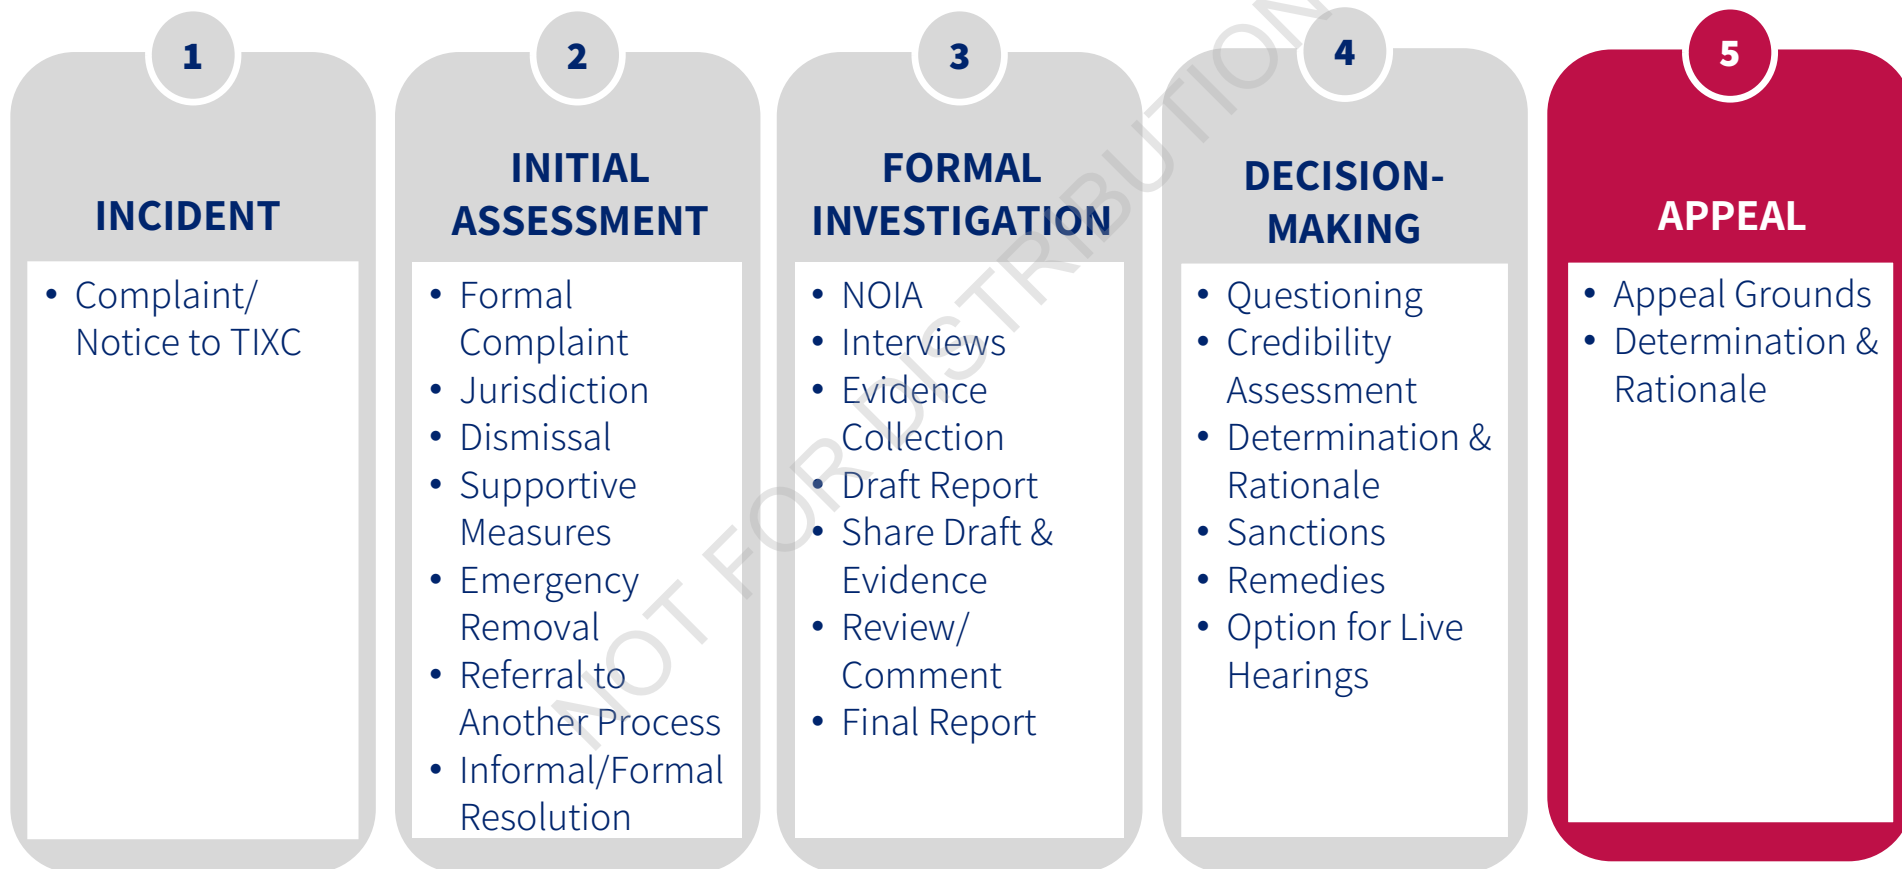 1
INCIDENT
• Complaint/
Notice to TIXC
2
INITIAL
ASSESSMENT
• Formal
Complaint
• Jurisdiction
• Dismissal
• Supportive
Measures
• Emergency
Removal
• Referral to
Another Process
• Informal/Formal
Resolution
3
FORMAL
INVESTIGATION
• NOIA
• Interviews
• Evidence
Collection
• Draft Report
• Share Draft &
Evidence
• Review/
Comment
• Final Report
4
DECISION-
MAKING
• Questioning
• Credibility
Assessment
• Determination &
Rationale
• Sanctions
• Remedies
• Option for Live
Hearings
5
APPEAL
• Appeal Grounds
• Determination &
Rationale
NOT FOR DISTRIBUTION